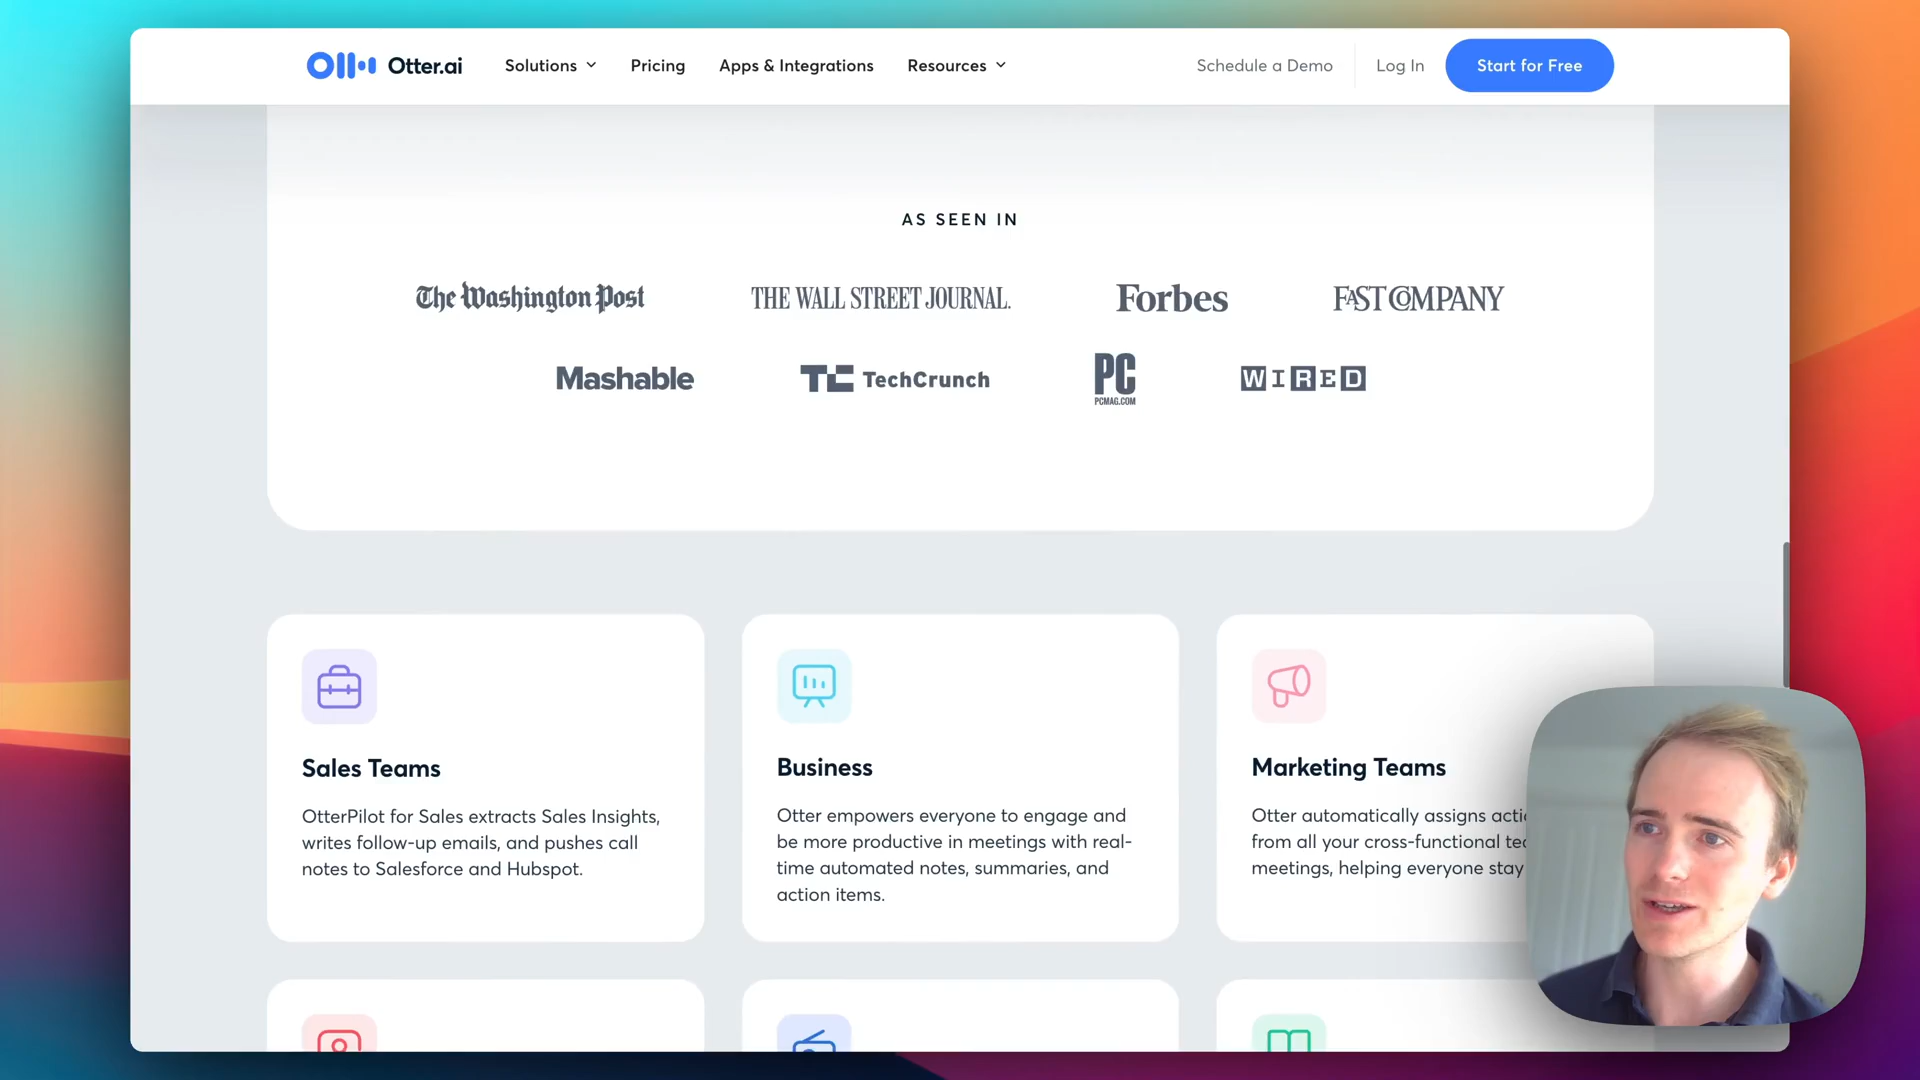 Otter.ai
Solutions
Pricing
Apps & Integrations
Resources
Schedule a Demo
Log In
Start for Free
AS SEEN IN
The Washington Post
THE WALL STREET JOURNAL.
Forbes
FAST COMPANY
Mashable
TC TechCrunch
PC
PCMAG.COM
WIRED
Sales Teams
OtterPilot for Sales extracts Sales Insights,
writes follow-up emails, and pushes call
notes to Salesforce and Hubspot.
Business
Otter empowers everyone to engage and
be more productive in meetings with real-
time automated notes, summaries, and
action items.
Marketing Teams
Otter automatically assigns
from all your cross-functional
meetings, helping everyone stay